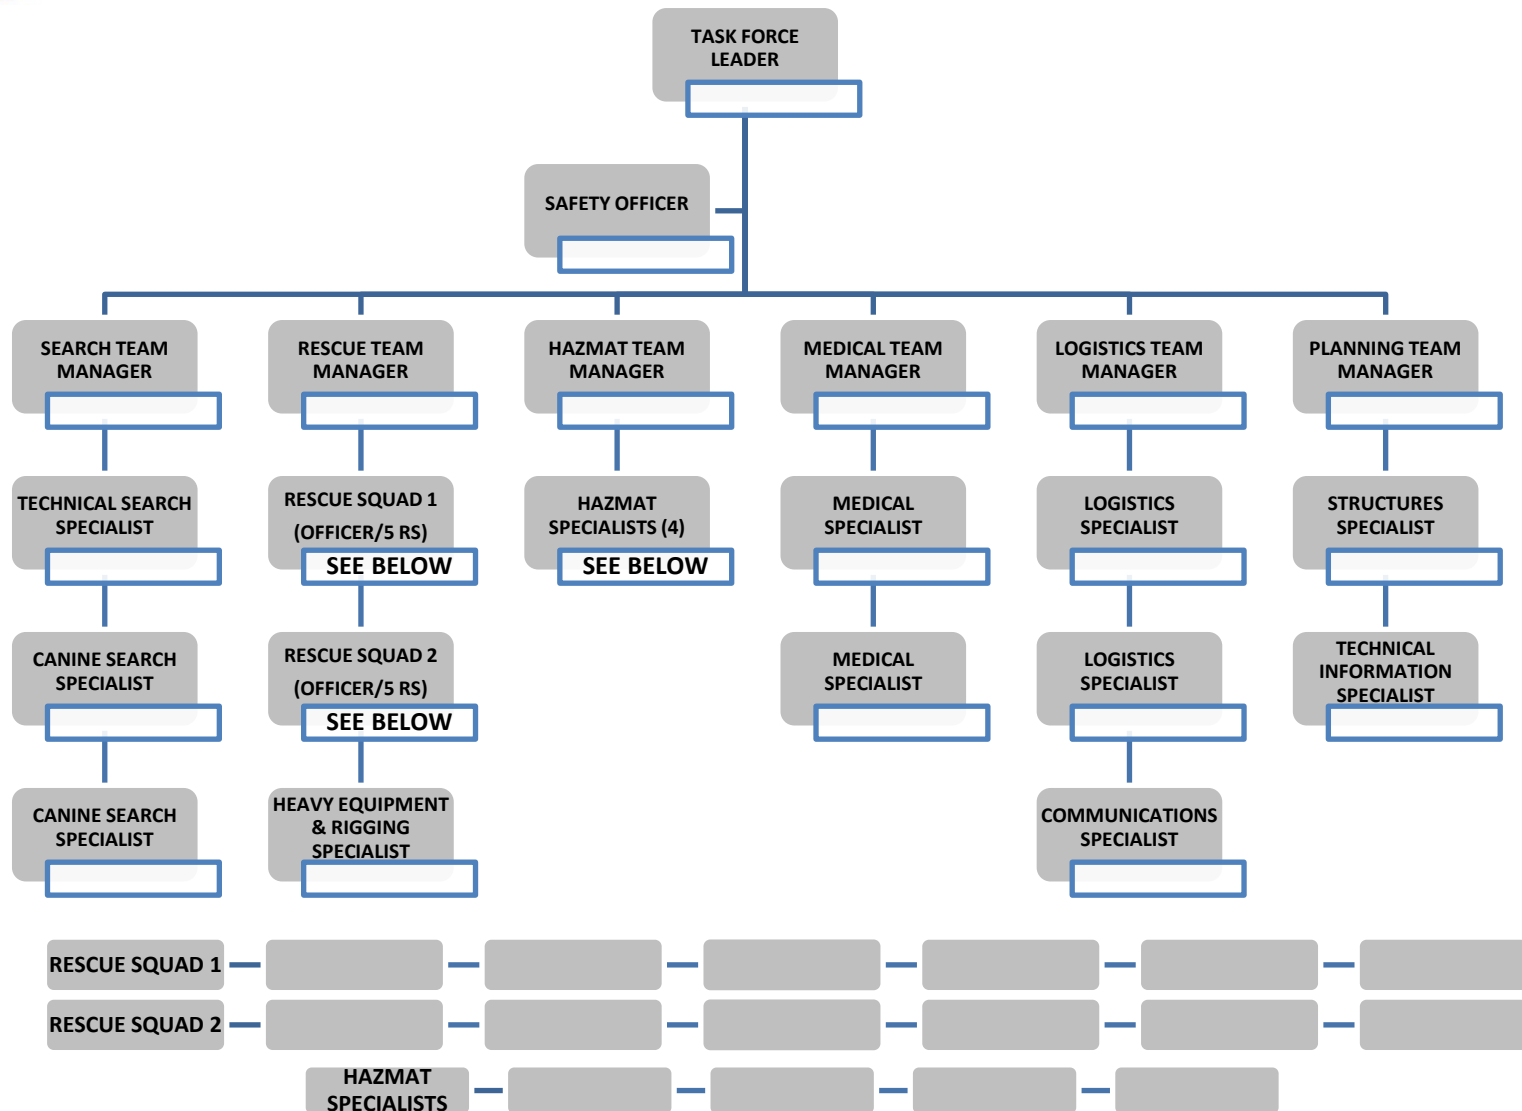 TASK FORCE
LEADER
SAFETY OFFICER
SEARCH TEAM
MANAGER
RESCUE TEAM
MANAGER
HAZMAT TEAM
MANAGER
MEDICAL TEAM
MANAGER
LOGISTICS TEAM
MANAGER
PLANNING TEAM
MANAGER
TECHNICAL SEARCH
SPECIALIST
RESCUE SQUAD 1
(OFFICER/5 RS)
SEE BELOW
HAZMAT
SPECIALISTS (4)
SEE BELOW
MEDICAL
SPECIALIST
LOGISTICS
SPECIALIST
STRUCTURES
SPECIALIST
CANINE SEARCH
SPECIALIST
RESCUE SQUAD 2
(OFFICER/5 RS)
SEE BELOW
MEDICAL
SPECIALIST
LOGISTICS
SPECIALIST
TECHNICAL
INFORMATION
SPECIALIST
CANINE SEARCH
SPECIALIST
HEAVY EQUIPMENT
& RIGGING
SPECIALIST
COMMUNICATIONS
SPECIALIST
RESCUE SQUAD 1
RESCUE SQUAD 2
HAZMAT
SPECIALISTS